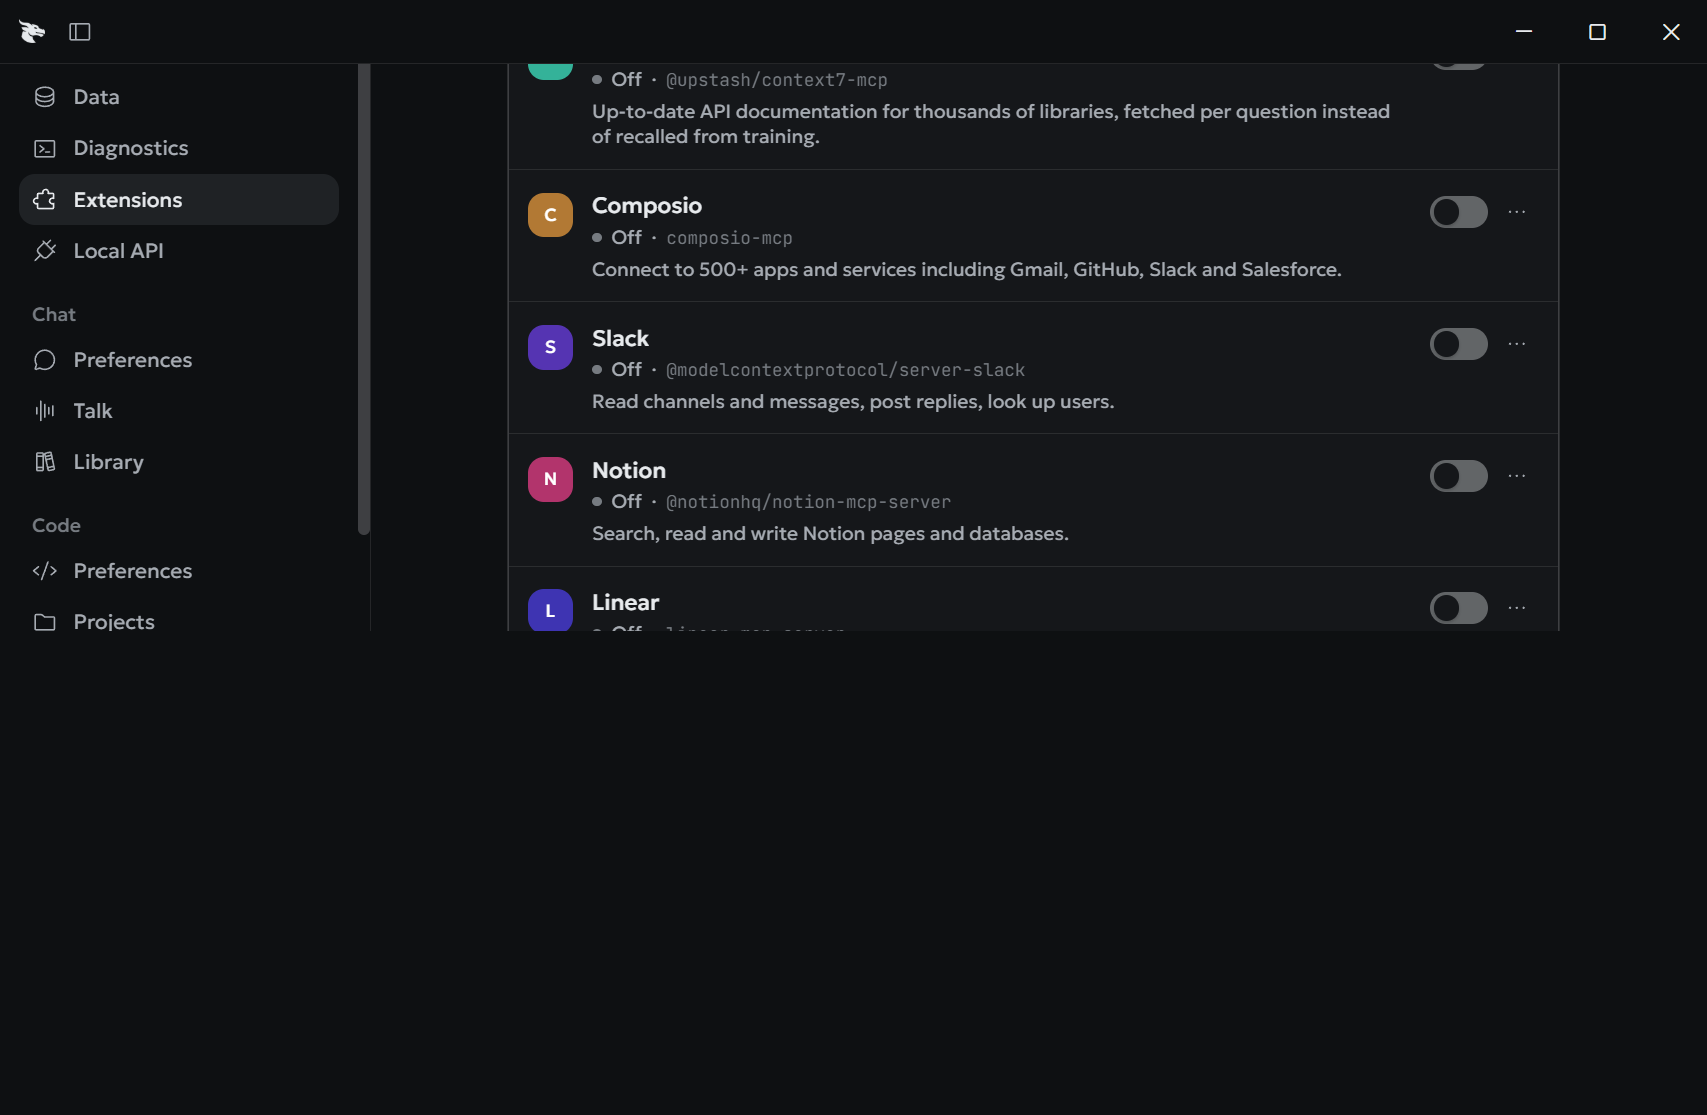 Data
Diagnostics
Extensions
Local API
Chat
Preferences
Talk
Library
Code
Preferences
Projects
Off · @upstash/context7-mcp
Up-to-date API documentation for thousands of libraries, fetched per question instead
of recalled from training.
C
Composio
Off · composio-mcp
Connect to 500+ apps and services including Gmail, GitHub, Slack and Salesforce.
S
Slack
Off · @modelcontextprotocol/server-slack
Read channels and messages, post replies, look up users.
N
Notion
Off · @notionhq/notion-mcp-server
Search, read and write Notion pages and databases.
L
Linear